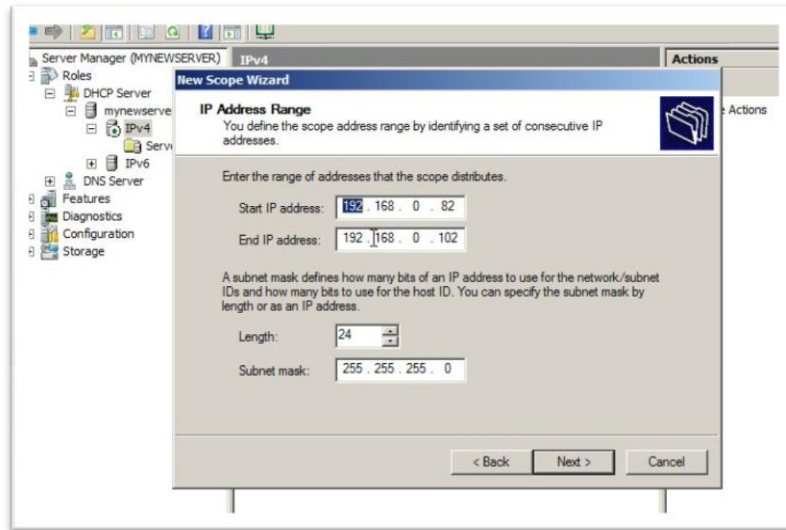 Server Manager (MYNEWSERVER)
Roles
DHCP Server
mynewserve
IPv4
Serv
IPv6
DNS Server
Features
Diagnostics
Configuration
Storage
IPv4
Actions
e Actions
New Scope Wizard
IP Address Range
You define the scope address range by identifying a set of consecutive IP
addresses.
Enter the range of addresses that the scope distributes.
Start IP address: 192 . 168 . 0 . 82
End IP address: 192 . 168 . 0 . 102
A subnet mask defines how many bits of an IP address to use for the network/subnet
IDs and how many bits to use for the host ID. You can specify the subnet mask by
length or as an IP address.
Length: 24
Subnet mask: 255 . 255 . 255 . 0
< Back Next > Cancel